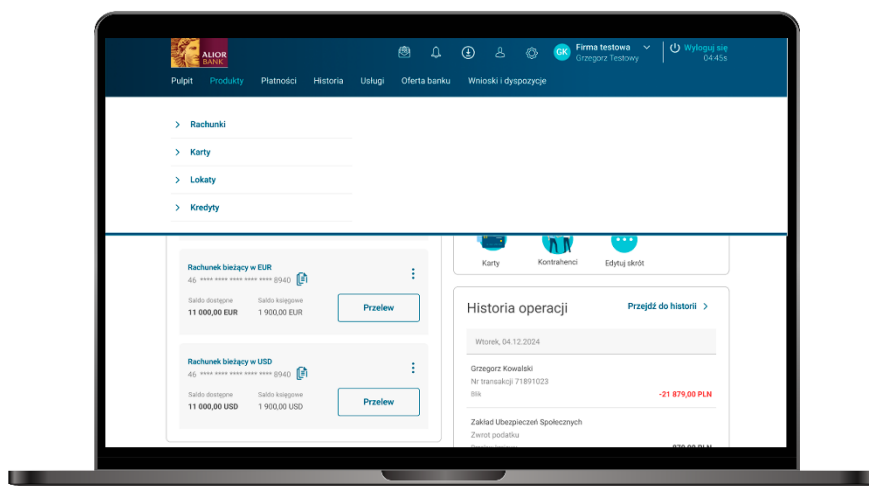 ALIOR
BANK
GK
Firma testowa
Grzegorz Testowy
Wyloguj się
04:45s
Pulpit Produkty Płatności Historia Usługi Oferta banku Wnioski i dyspozycje
Rachunki
Karty
Lokaty
Kredyty
Rachunek bieżący w EUR
46 **** **** **** **** **** 8940
Saldo dostępne Saldo księgowe
11 000,00 EUR 1 900,00 EUR
Przelew
Rachunek bieżący w USD
46 **** **** **** **** **** 8940
Saldo dostępne Saldo księgowe
11 000,00 USD 1 900,00 USD
Przelew
Karty Kontrahenci Edytuj skrót
Historia operacji Przejdź do historii
Wtorek, 04.12.2024
Grzegorz Kowalski
Nr transakcji 71891023
Blik -21 879,00 PLN
Zakład Ubezpieczeń Społecznych
Zwrot podatku